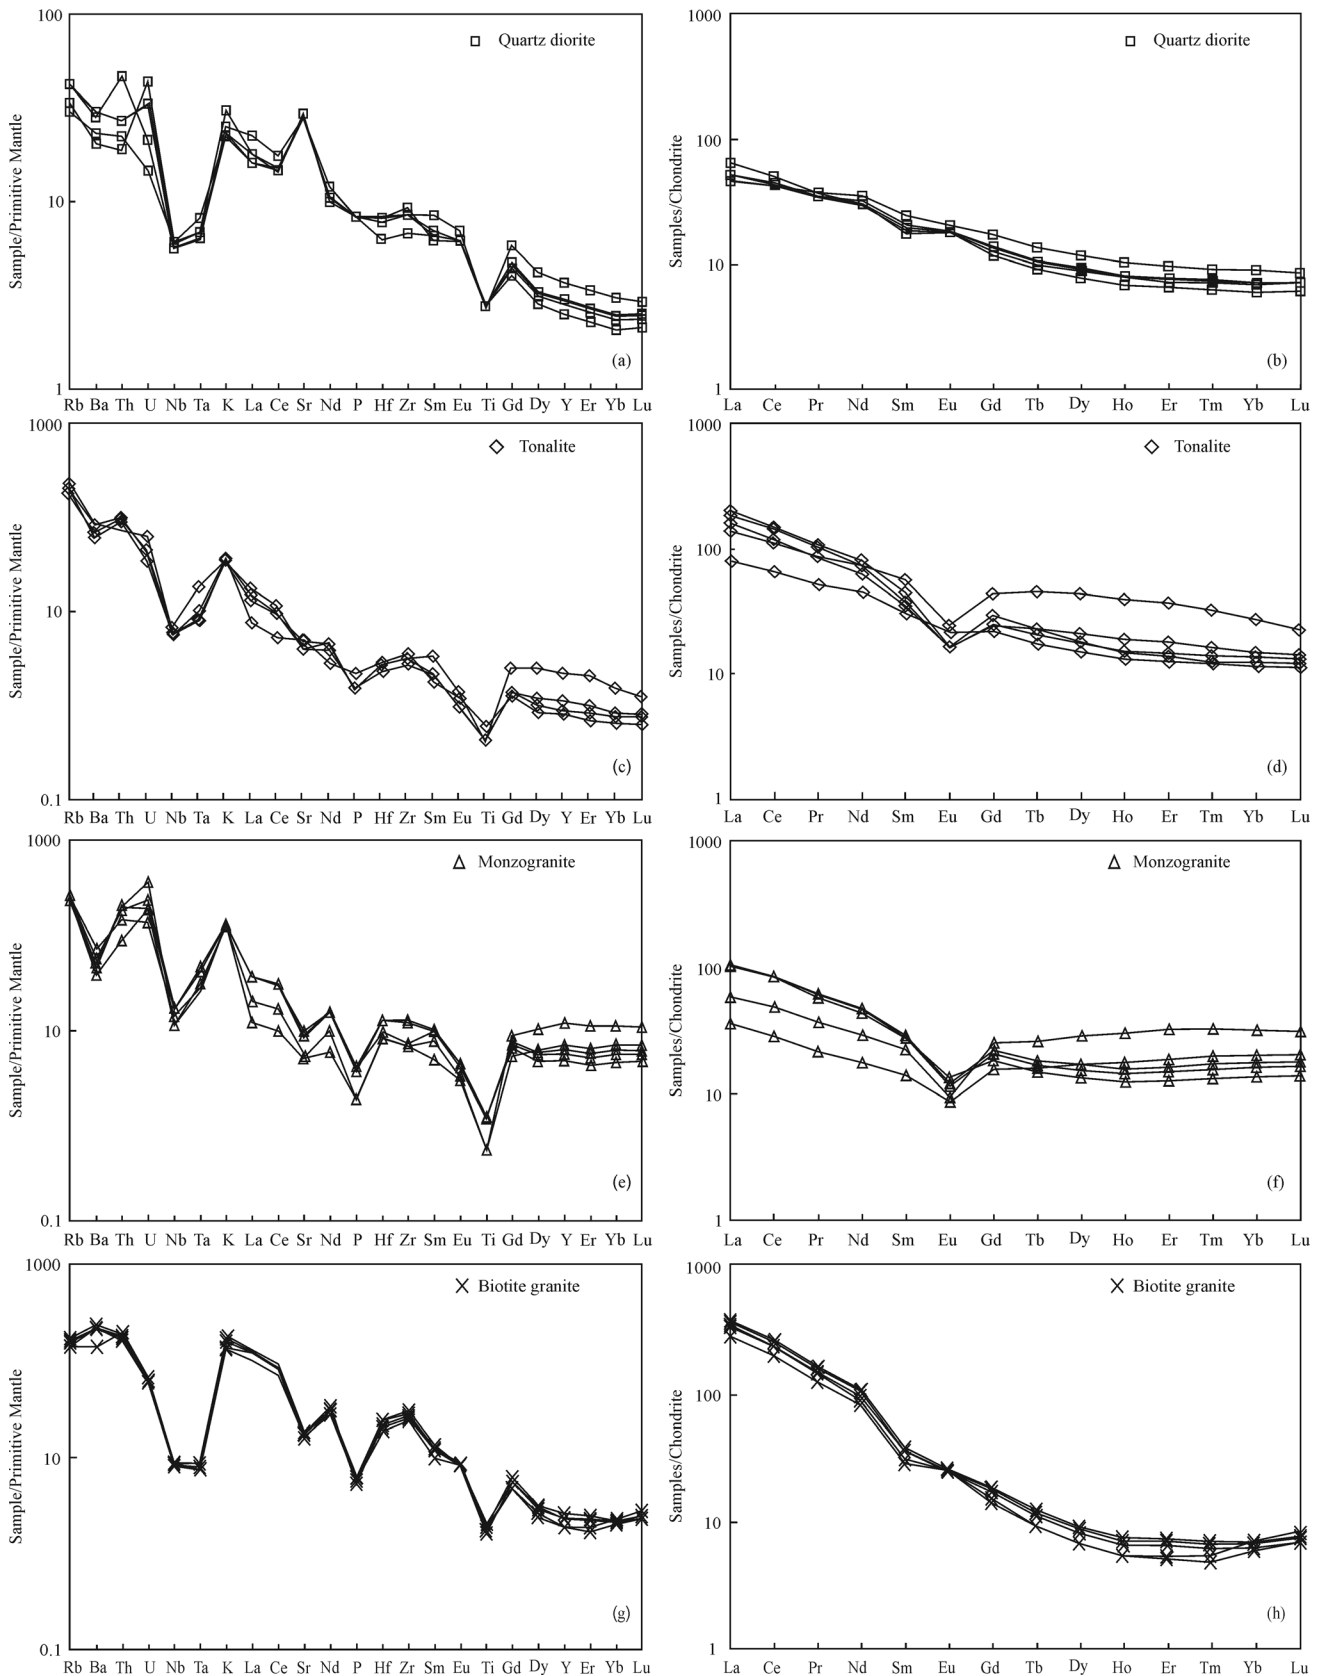 100
10
1
Sample/Primitive Mantle
Quartz diorite
(a)
Rb Ba Th U Nb Ta K La Ce Sr Nd P Hf Zr Sm Eu Ti Gd Dy Y Er Yb Lu
1000
100
10
1
Samples/Chondrite
Quartz diorite
(b)
La Ce Pr Nd Sm Eu Gd Tb Dy Ho Er Tm Yb Lu
1000
10
0.1
Sample/Primitive Mantle
Tonalite
(c)
Rb Ba Th U Nb Ta K La Ce Sr Nd P Hf Zr Sm Eu Ti Gd Dy Y Er Yb Lu
1000
100
10
1
Samples/Chondrite
Tonalite
(d)
La Ce Pr Nd Sm Eu Gd Tb Dy Ho Er Tm Yb Lu
1000
10
0.1
Sample/Primitive Mantle
Monzogranite
(e)
Rb Ba Th U Nb Ta K La Ce Sr Nd P Hf Zr Sm Eu Ti Gd Dy Y Er Yb Lu
1000
100
10
1
Samples/Chondrite
Monzogranite
(f)
La Ce Pr Nd Sm Eu Gd Tb Dy Ho Er Tm Yb Lu
1000
10
0.1
Sample/Primitive Mantle
Biotite granite
(g)
Rb Ba Th U Nb Ta K La Ce Sr Nd P Hf Zr Sm Eu Ti Gd Dy Y Er Yb Lu
1000
100
10
1
Samples/Chondrite
Biotite granite
(h)
La Ce Pr Nd Sm Eu Gd Tb Dy Ho Er Tm Yb Lu